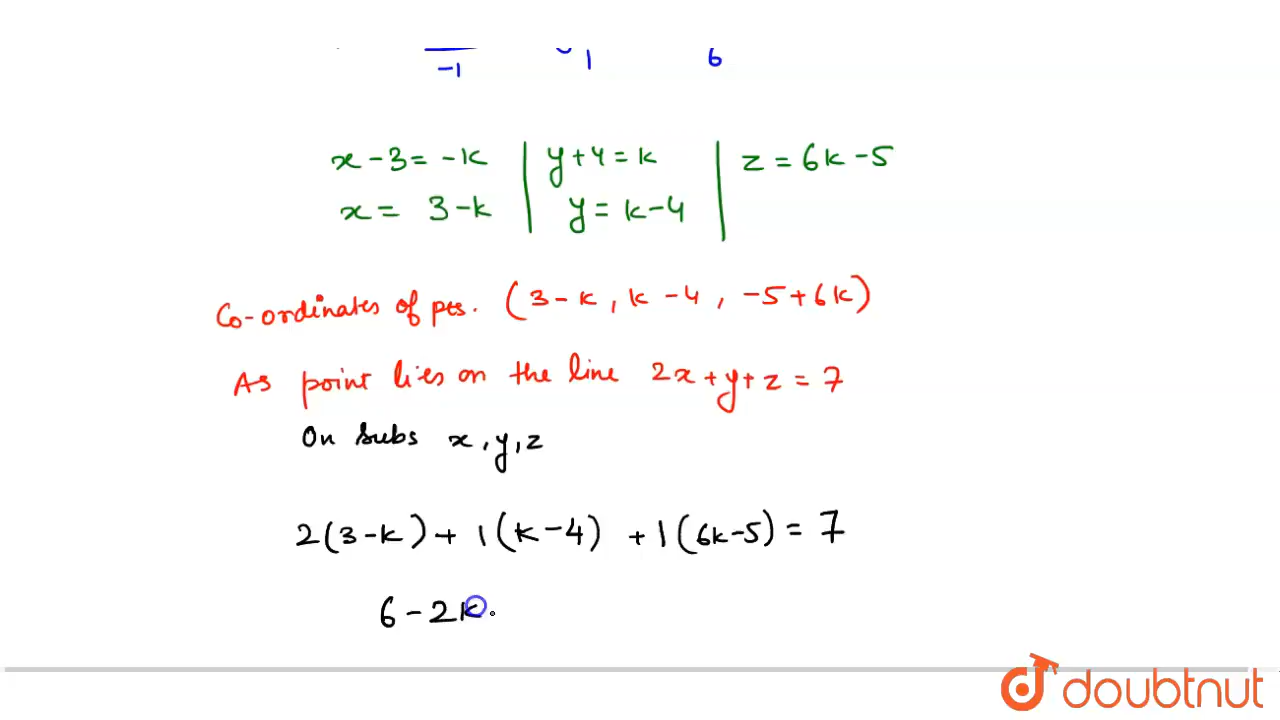 -1 1 6
x-3 = -k | y+4 = k | z = 6k-5
x = 3-k | y = k-4 |
Co-ordinates of pts. (3-k, k-4, -5+6k)
As point lies on the line 2x+y+z = 7
On subs x, y, z
2(3-k) + 1(k-4) + 1(6k-5) = 7
6-2k
doubtnut